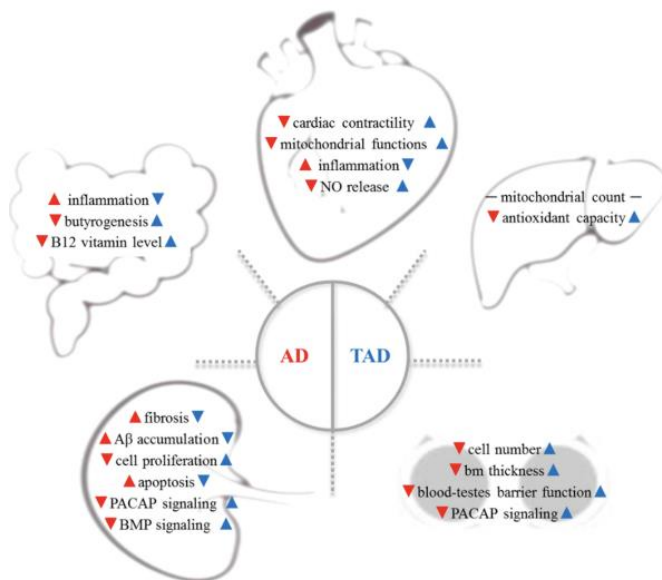 cardiac contractility
mitochondrial functions
inflammation
NO release
inflammation
butyrogenesis
B12 vitamin level
mitochondrial count
antioxidant capacity
AD
TAD
fibrosis
Aβ accumulation
cell proliferation
apoptosis
PACAP signaling
BMP signaling
cell number
bm thickness
blood-testes barrier function
PACAP signaling